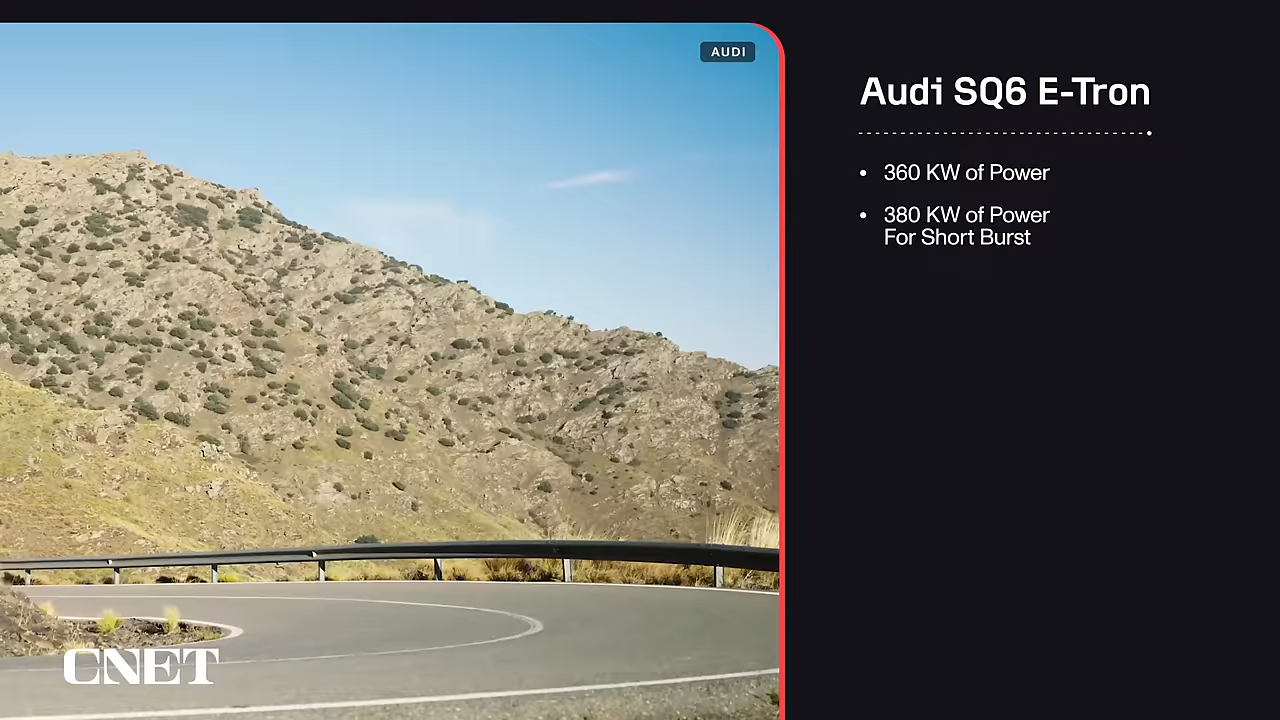 AUDI
Audi SQ6 E-Tron
• 360 KW of Power
• 380 KW of Power
For Short Burst
CNET